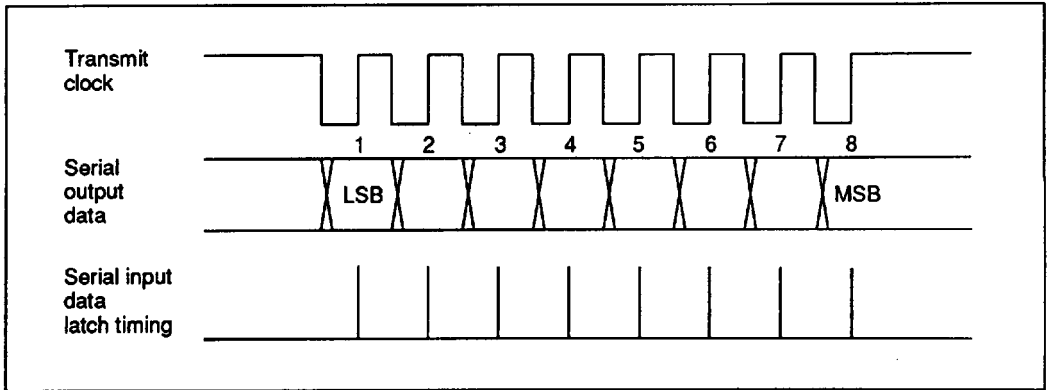 Transmit
clock
1 2 3 4 5 6 7 8
Serial
output
data
LSB MSB
Serial input
data
latch timing